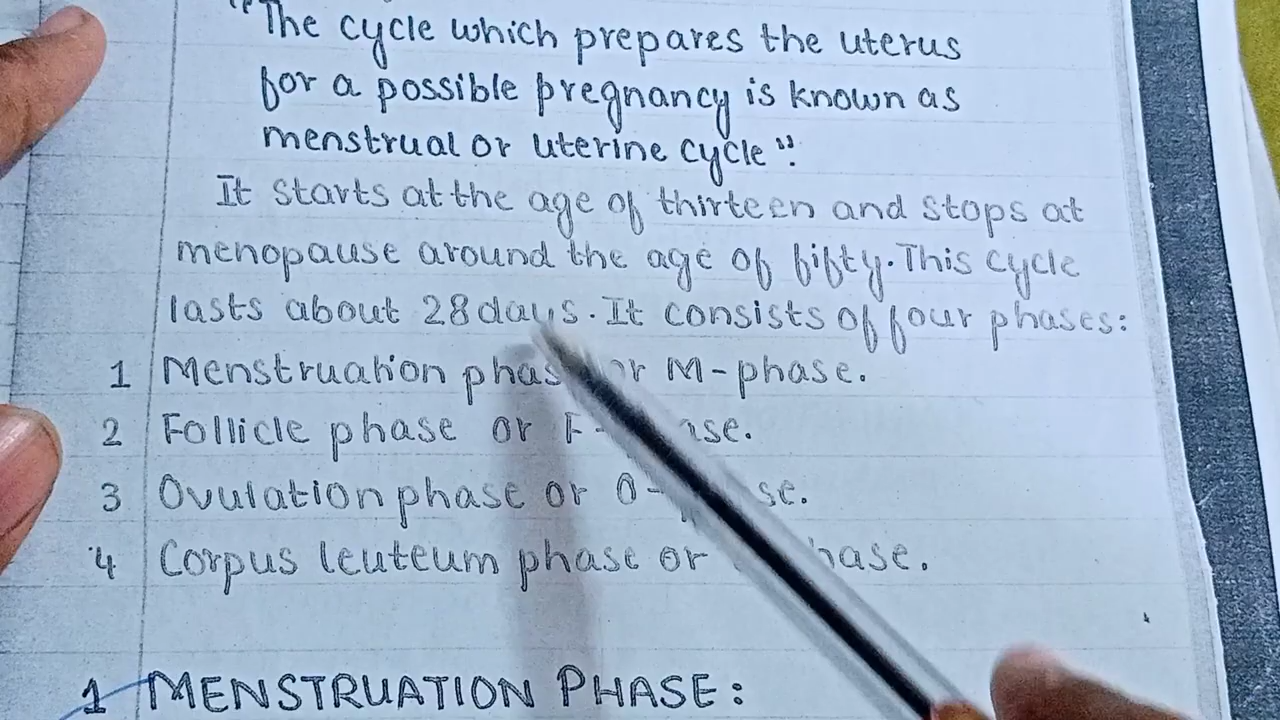 "The cycle which prepares the uterus
for a possible pregnancy is known as
menstrual or uterine cycle".
It starts at the age of thirteen and stops at
menopause around the age of fifty. This cycle
lasts about 28 days. It consists of four phases:
1 Menstruation phase or M-phase.
2 Follicle phase or
3 Ovulation phase or
4 Corpus leuteum phase or
1 MENSTRUATION PHASE: